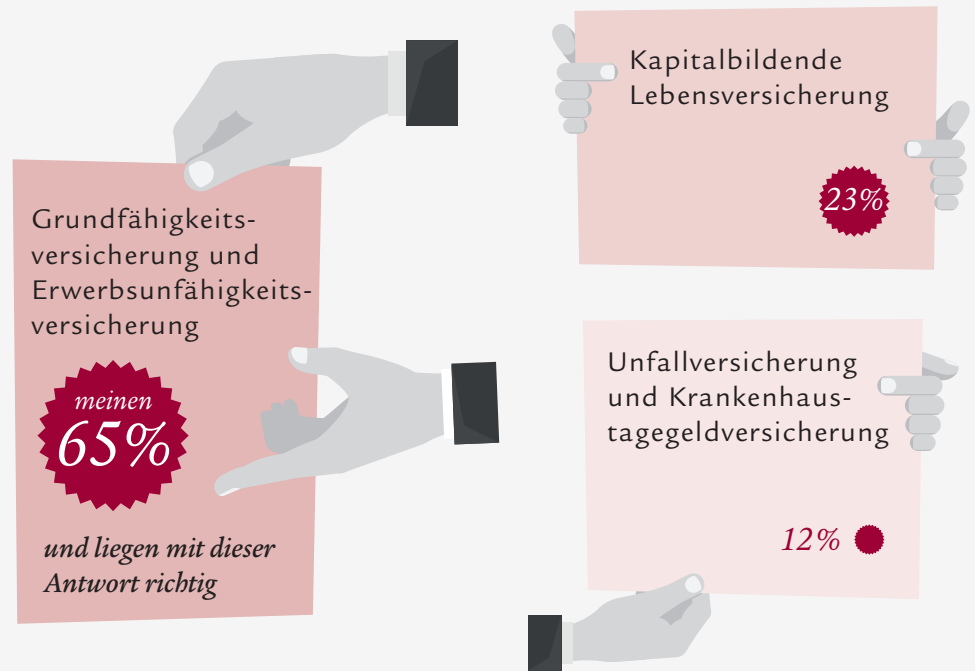 Grundfähigkeits-
versicherung und
Erwerbsunfähigkeits-
versicherung
meinen
65%
und liegen mit dieser
Antwort richtig
Kapitalbildende
Lebensversicherung
23%
Unfallversicherung
und Krankenhaus-
tagegeldversicherung
12%